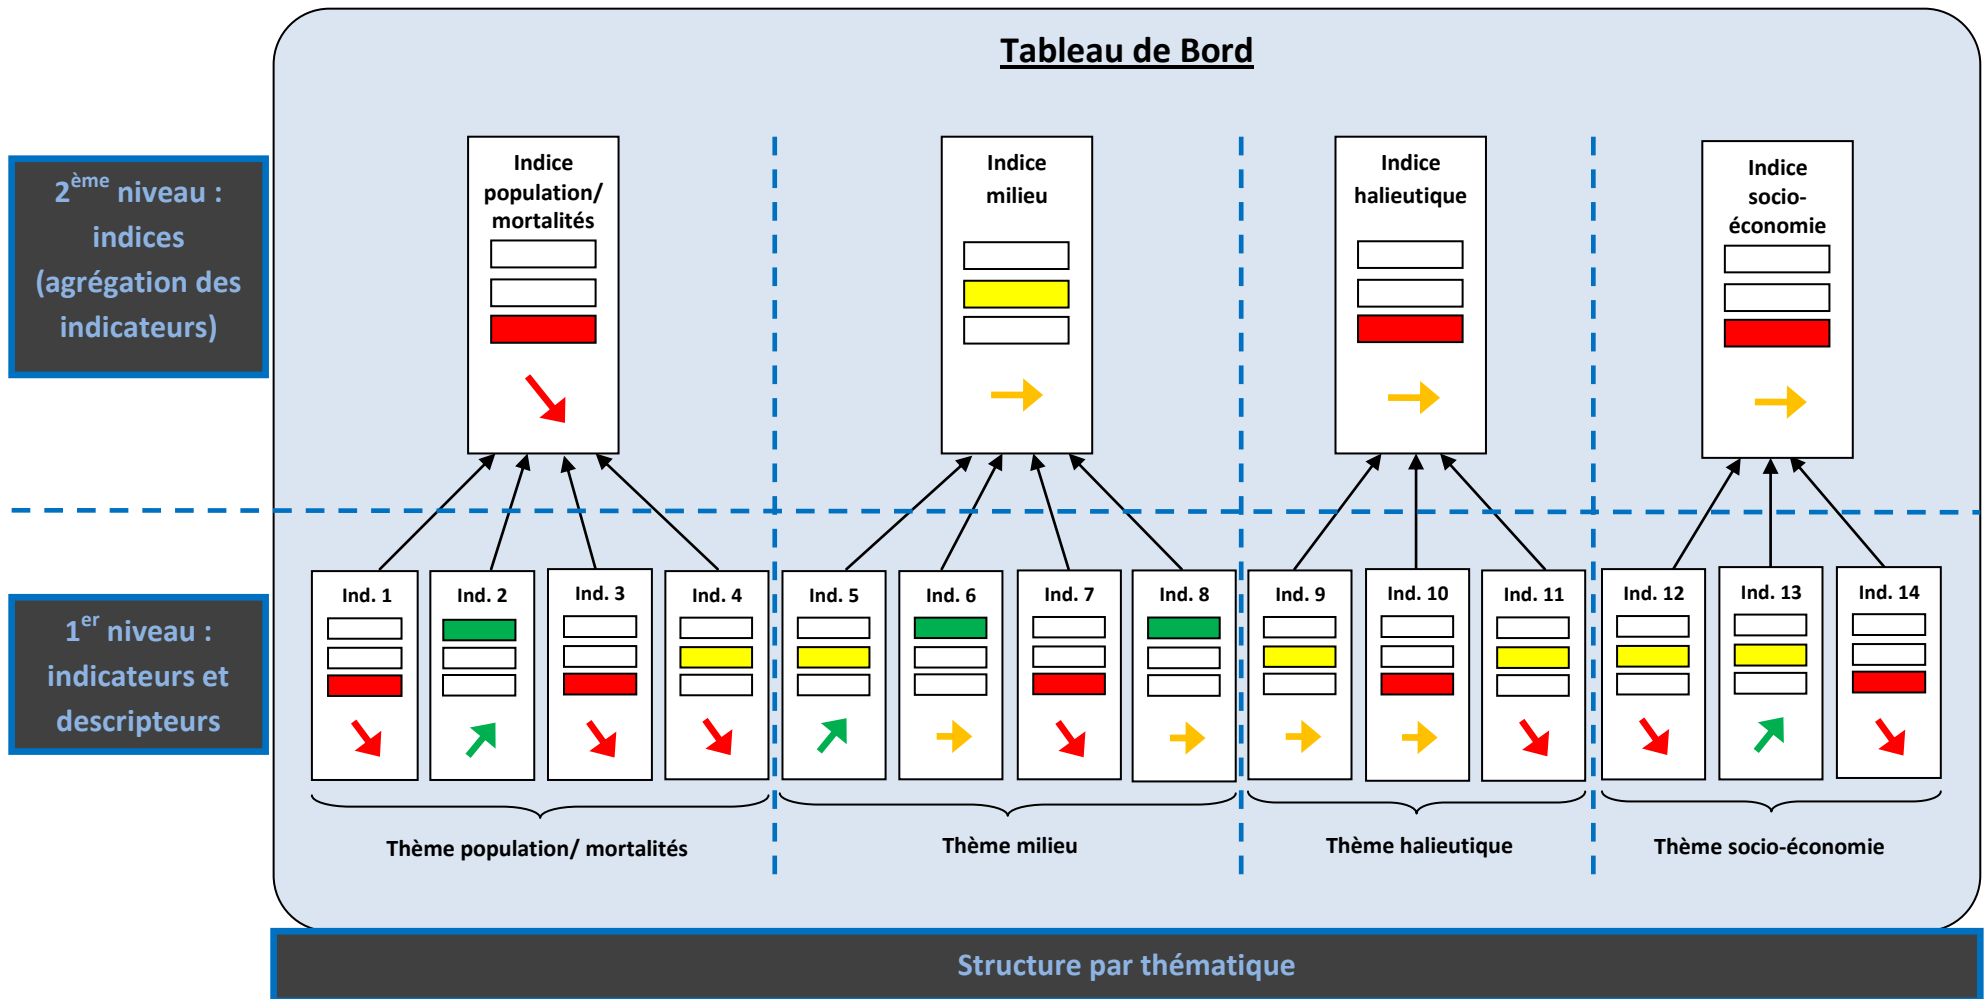 Tableau de Bord
2ème niveau :
indices
(agrégation des
indicateurs)
Indice
population/
mortalités
Indice
milieu
Indice
halieutique
Indice
socio-
économie
1er niveau :
indicateurs et
descripteurs
Ind. 1
Ind. 2
Ind. 3
Ind. 4
Ind. 5
Ind. 6
Ind. 7
Ind. 8
Ind. 9
Ind. 10
Ind. 11
Ind. 12
Ind. 13
Ind. 14
Thème population/ mortalités
Thème milieu
Thème halieutique
Thème socio-économie
Structure par thématique